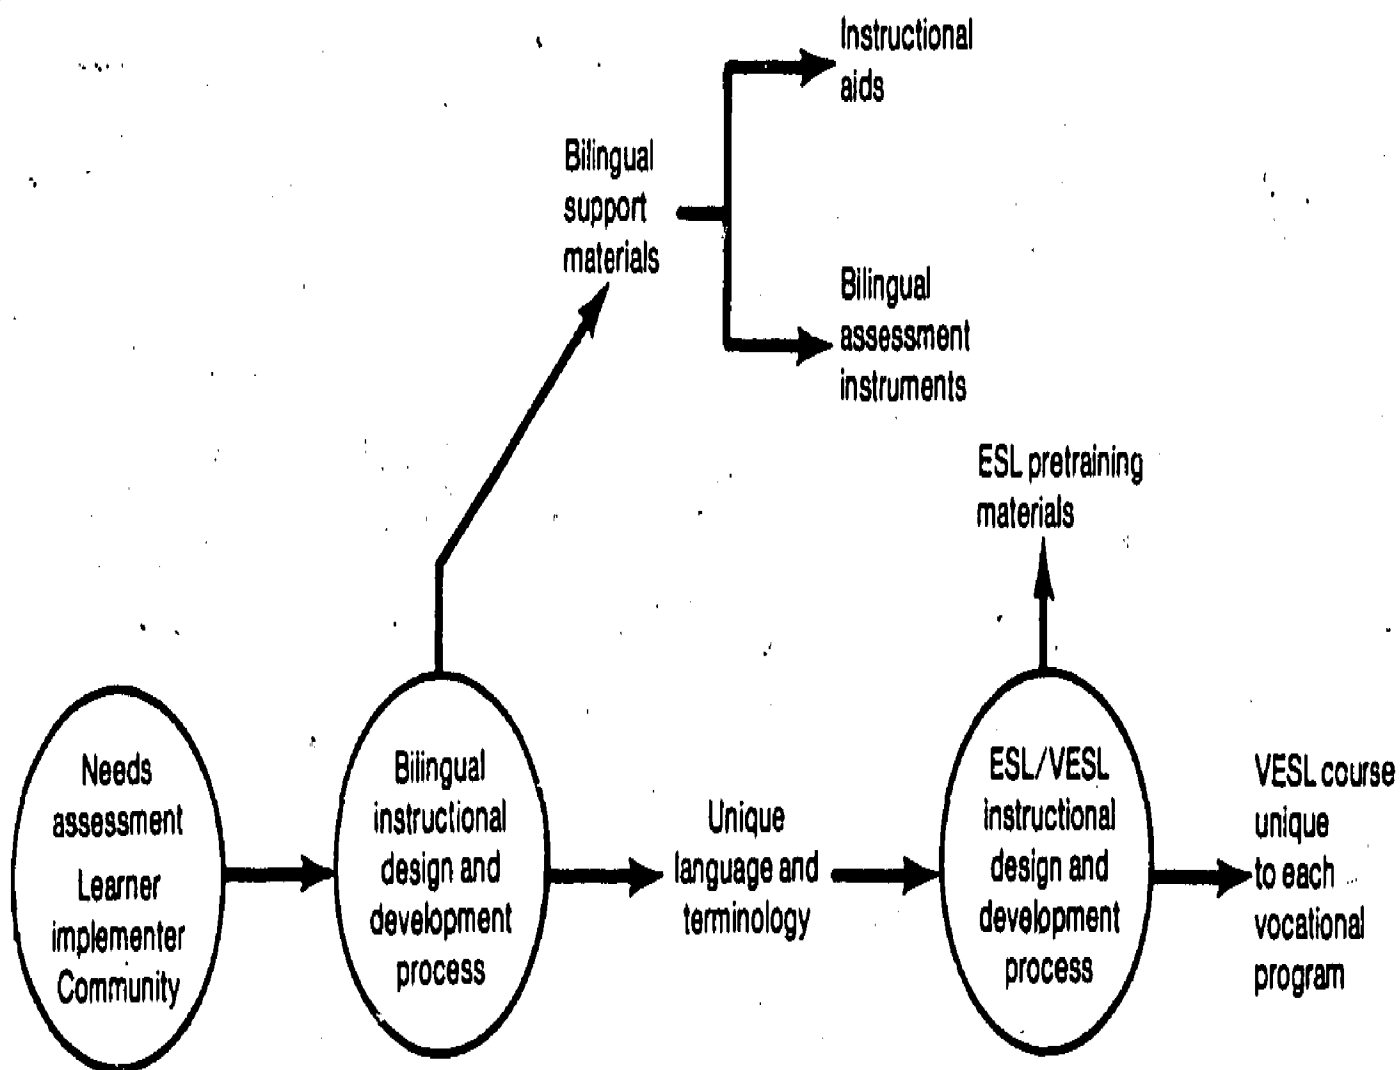 Instructional
aids
Bilingual
support
materials
Bilingual
assessment
instruments
ESL pretraining
materials
Needs
assessment
Learner
implementer
Community
Bilingual
instructional
design and
development
process
Unique
language and
terminology
ESL/VESL
instructional
design and
development
process
VESL course
unique
to each
vocational
program